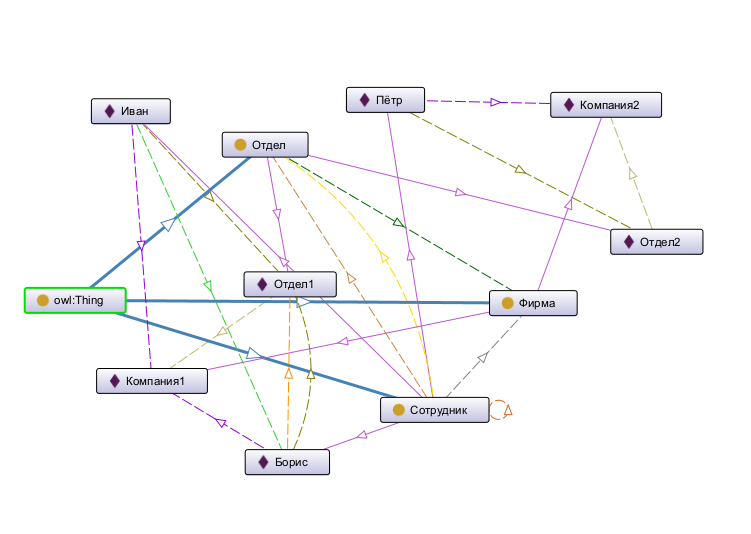 Пётр
Компания2
Иван
Отдел
Отдел2
Отдел1
owl:Thing
Фирма
Компания1
Сотрудник
Борис